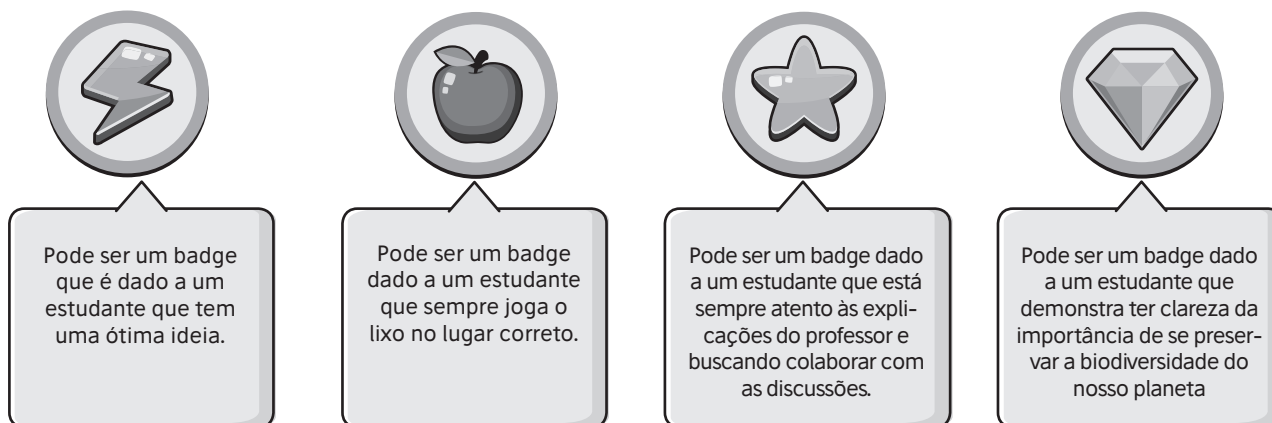 Pode ser um badge
que é dado a um
estudante que tem
uma ótima ideia.
Pode ser um badge
dado a um estudante
que sempre joga o
lixo no lugar correto.
Pode ser um badge dado
a um estudante que está
sempre atento às expli-
cações do professor e
buscando colaborar com
as discussões.
Pode ser um badge dado
a um estudante que
demonstra ter clareza da
importância de se preser-
var a biodiversidade do
nosso planeta